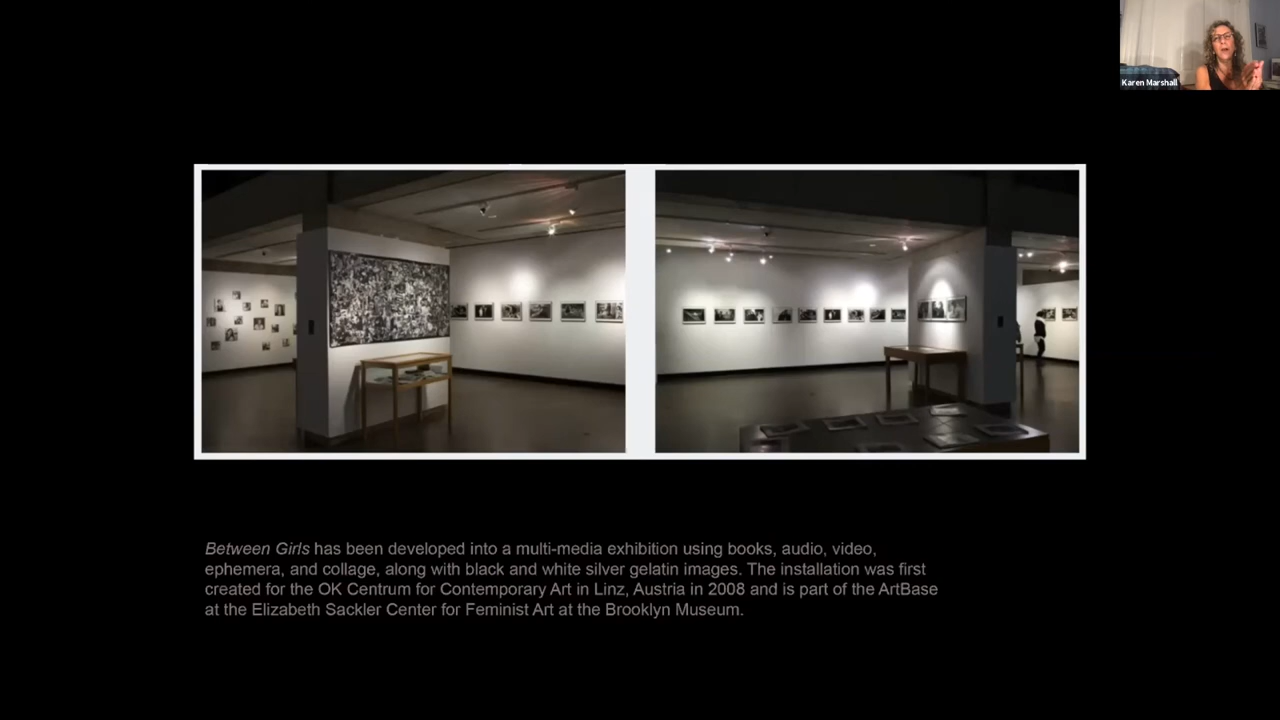 Karen Marshall
Between Girls has been developed into a multi-media exhibition using books, audio, video,
ephemera, and collage, along with black and white silver gelatin images. The installation was first
created for the OK Centrum for Contemporary Art in Linz, Austria in 2008 and is part of the ArtBase
at the Elizabeth Sackler Center for Feminist Art at the Brooklyn Museum.